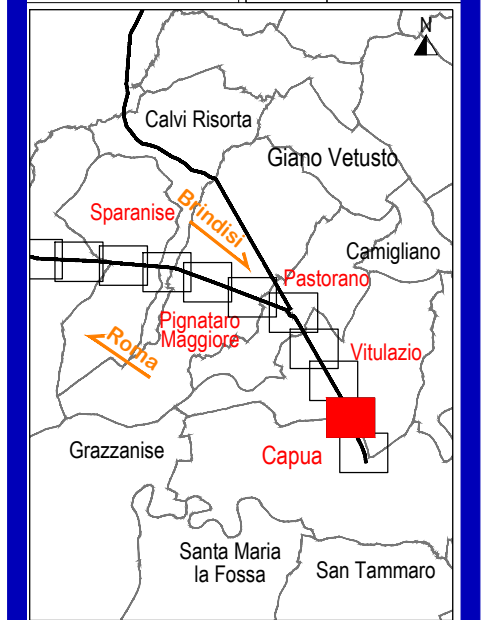 N
Calvi Risorta
Giano Vetusto
Sparanise
Brindisi
Camigliano
Pastorano
Pignataro
Maggiore
Roma
Vitulazio
Grazzanise
Capua
Santa Maria
la Fossa
San Tammaro